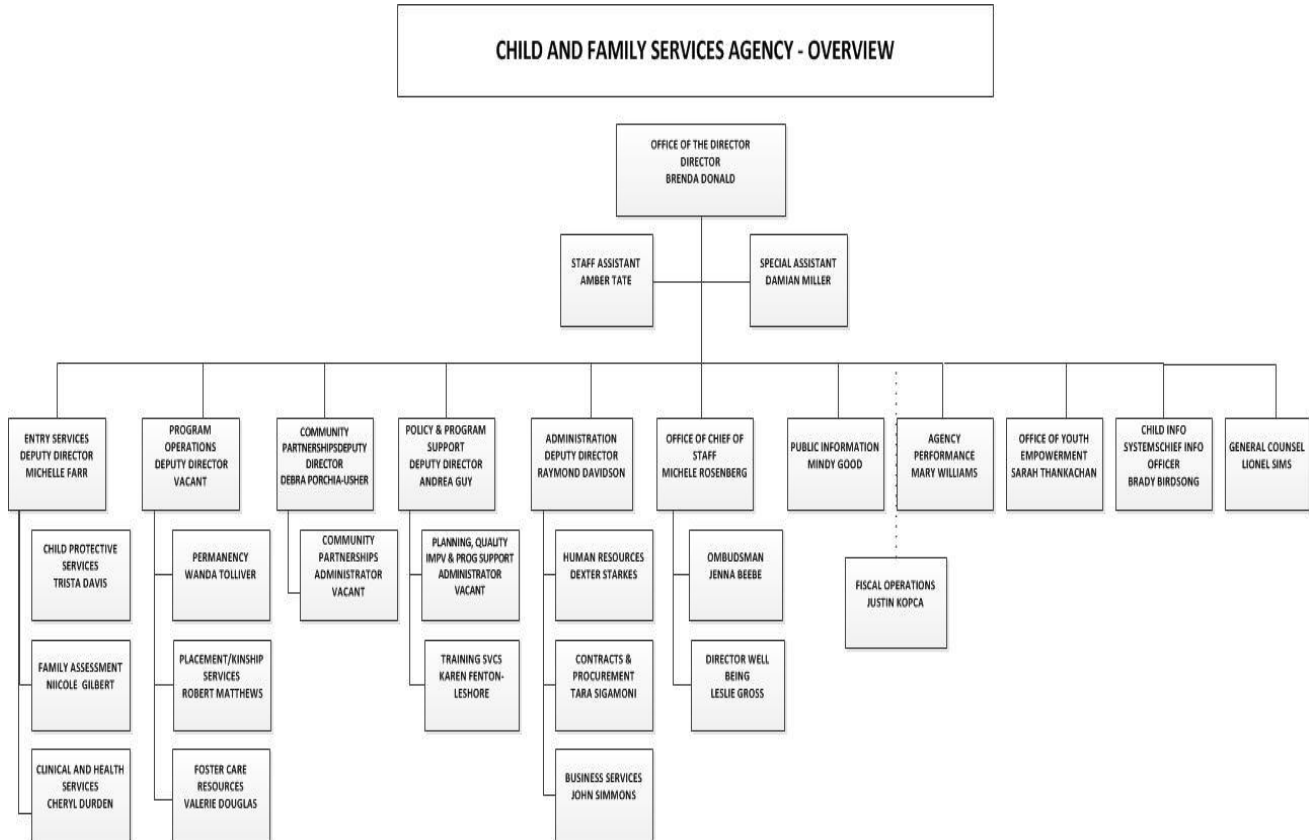 CHILD AND FAMILY SERVICES AGENCY - OVERVIEW
OFFICE OF THE DIRECTOR
DIRECTOR
BRENDA DONALD
STAFF ASSISTANT
AMBER TATE
SPECIAL ASSISTANT
DAMIAN MILLER
ENTRY SERVICES
DEPUTY DIRECTOR
MICHELLE FARR
PROGRAM
OPERATIONS
DEPUTY DIRECTOR
VACANT
COMMUNITY
PARTNERSHIPSDEPUTY
DIRECTOR
DEBRA PORCHIA-USHER
POLICY & PROGRAM
SUPPORT
DEPUTY DIRECTOR
ANDREA GUY
ADMINISTRATION
DEPUTY DIRECTOR
RAYMOND DAVIDSON
OFFICE OF CHIEF OF
STAFF
MICHELE ROSENBERG
PUBLIC INFORMATION
MINDY GOOD
AGENCY
PERFORMANCE
MARY WILLIAMS
OFFICE OF YOUTH
EMPOWERMENT
SARAH THANKACHAN
CHILD INFO
SYSTEMSCHIEF INFO
OFFICER
BRADY BIRDSONG
GENERAL COUNSEL
LIONEL SIMS
CHILD PROTECTIVE
SERVICES
TRISTA DAVIS
PERMANENCY
WANDA TOLLIVER
COMMUNITY
PARTNERSHIPS
ADMINISTRATOR
VACANT
PLANNING, QUALITY
IMPV & PROG SUPPORT
ADMINISTRATOR
VACANT
HUMAN RESOURCES
DEXTER STARKES
OMBUDSMAN
JENNA BEEBE
FISCAL OPERATIONS
JUSTIN KOPCA
FAMILY ASSESSMENT
NIICOLE GILBERT
PLACEMENT/KINSHIP
SERVICES
ROBERT MATTHEWS
TRAINING SVCS
KAREN FENTON-
LESHORE
CONTRACTS &
PROCUREMENT
TARA SIGAMONI
DIRECTOR WELL
BEING
LESLIE GROSS
CLINICAL AND HEALTH
SERVICES
CHERYL DURDEN
FOSTER CARE
RESOURCES
VALERIE DOUGLAS
BUSINESS SERVICES
JOHN SIMMONS